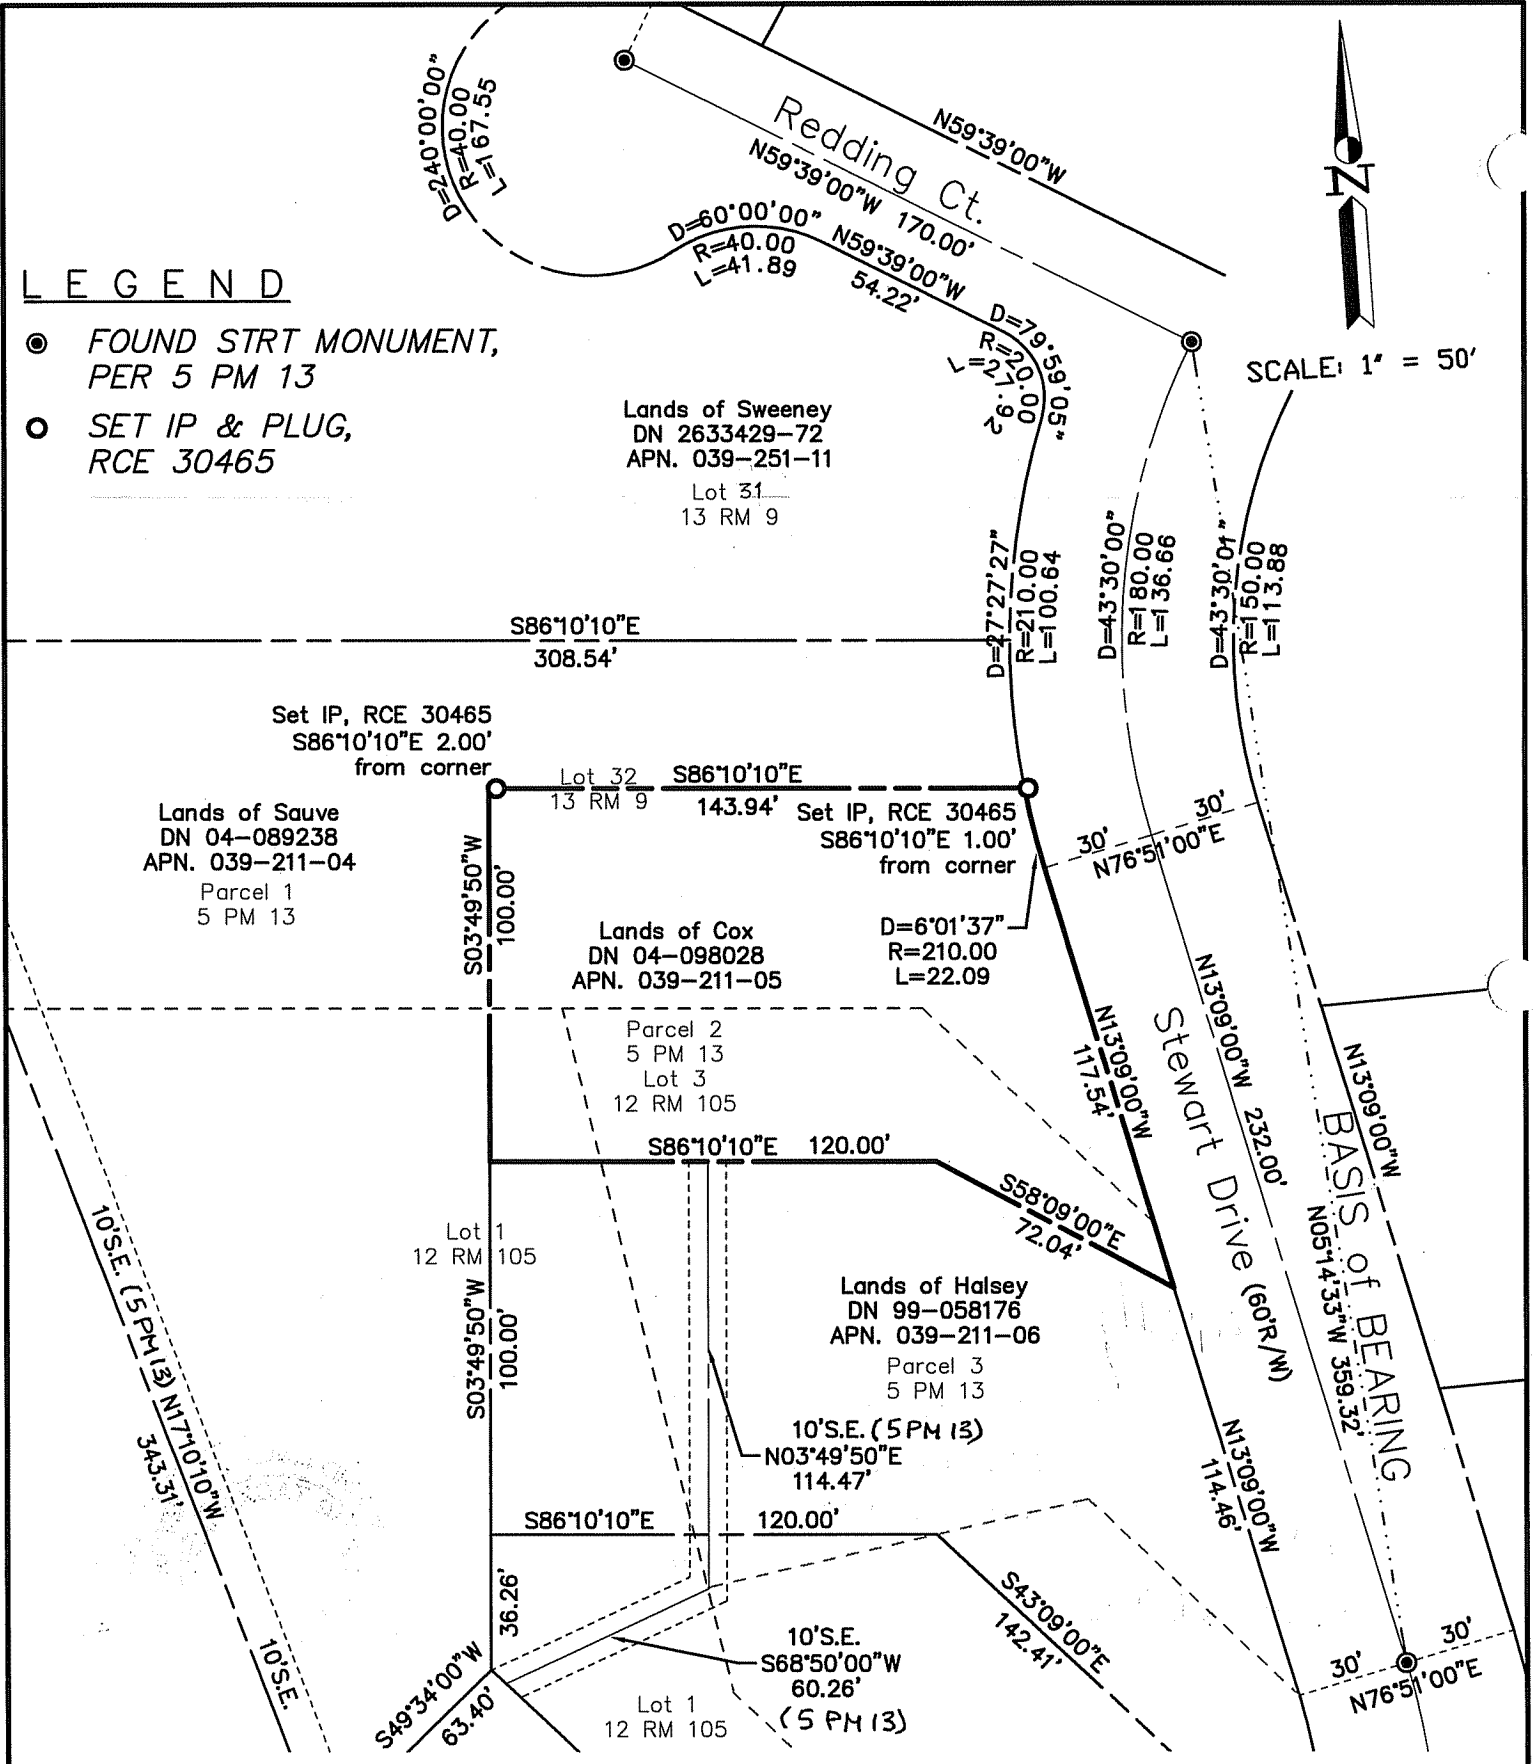 D=240°00'00"
R=40.00
L=167.55
Redding Ct.
N59°39'00"W
N59°39'00"W 170.00'
D=60°00'00"
R=40.00
L=41.89
N59°39'00"W
54.22'
D=79°59'05"
R=20.00
L=27.92
N
SCALE: 1" = 50'
LEGEND
FOUND STRT MONUMENT,
PER 5 PM 13
SET IP & PLUG,
RCE 30465
Lands of Sweeney
DN 2633429-72
APN. 039-251-11
Lot 31
13 RM 9
D=27°27'27"
R=210.00
L=100.64
D=43°30'00"
R=180.00
L=136.66
D=43°30'01"
R=150.00
L=113.88
S86°10'10"E
308.54'
Set IP, RCE 30465
S86°10'10"E 2.00'
from corner
Lot 32
13 RM 9
S86°10'10"E
143.94'
Set IP, RCE 30465
S86°10'10"E 1.00'
from corner
30'
30'
N76°51'00"E
Lands of Sauve
DN 04-089238
APN. 039-211-04
Parcel 1
5 PM 13
S03°49'50"W
100.00'
Lands of Cox
DN 04-098028
APN. 039-211-05
D=6°01'37"
R=210.00
L=22.09
Parcel 2
5 PM 13
Lot 3
12 RM 105
N13°09'00"W
117.54'
Stewart Drive (60'R/W)
N13°09'00"W 232.00'
N13°09'00"W
BASIS of BEARING
N05°14'33"W 359.32'
S86°10'10"E 120.00'
S58°09'00"E
72.04'
Lot 1
12 RM 105
S03°49'50"W
100.00'
Lands of Halsey
DN 99-058176
APN. 039-211-06
Parcel 3
5 PM 13
10'S.E. (5 PM 13)
N03°49'50"E
114.47'
10'S.E. (5 PM 13) N17°10'10"W
343.31'
10'S.E.
N13°09'00"W
114.46'
S86°10'10"E 120.00'
36.26'
S43°09'00"E
142.41'
10'S.E.
S68°50'00"W
60.26'
(5 PM 13)
S49°34'00"W
63.40'
Lot 1
12 RM 105
30'
30'
N76°51'00"E